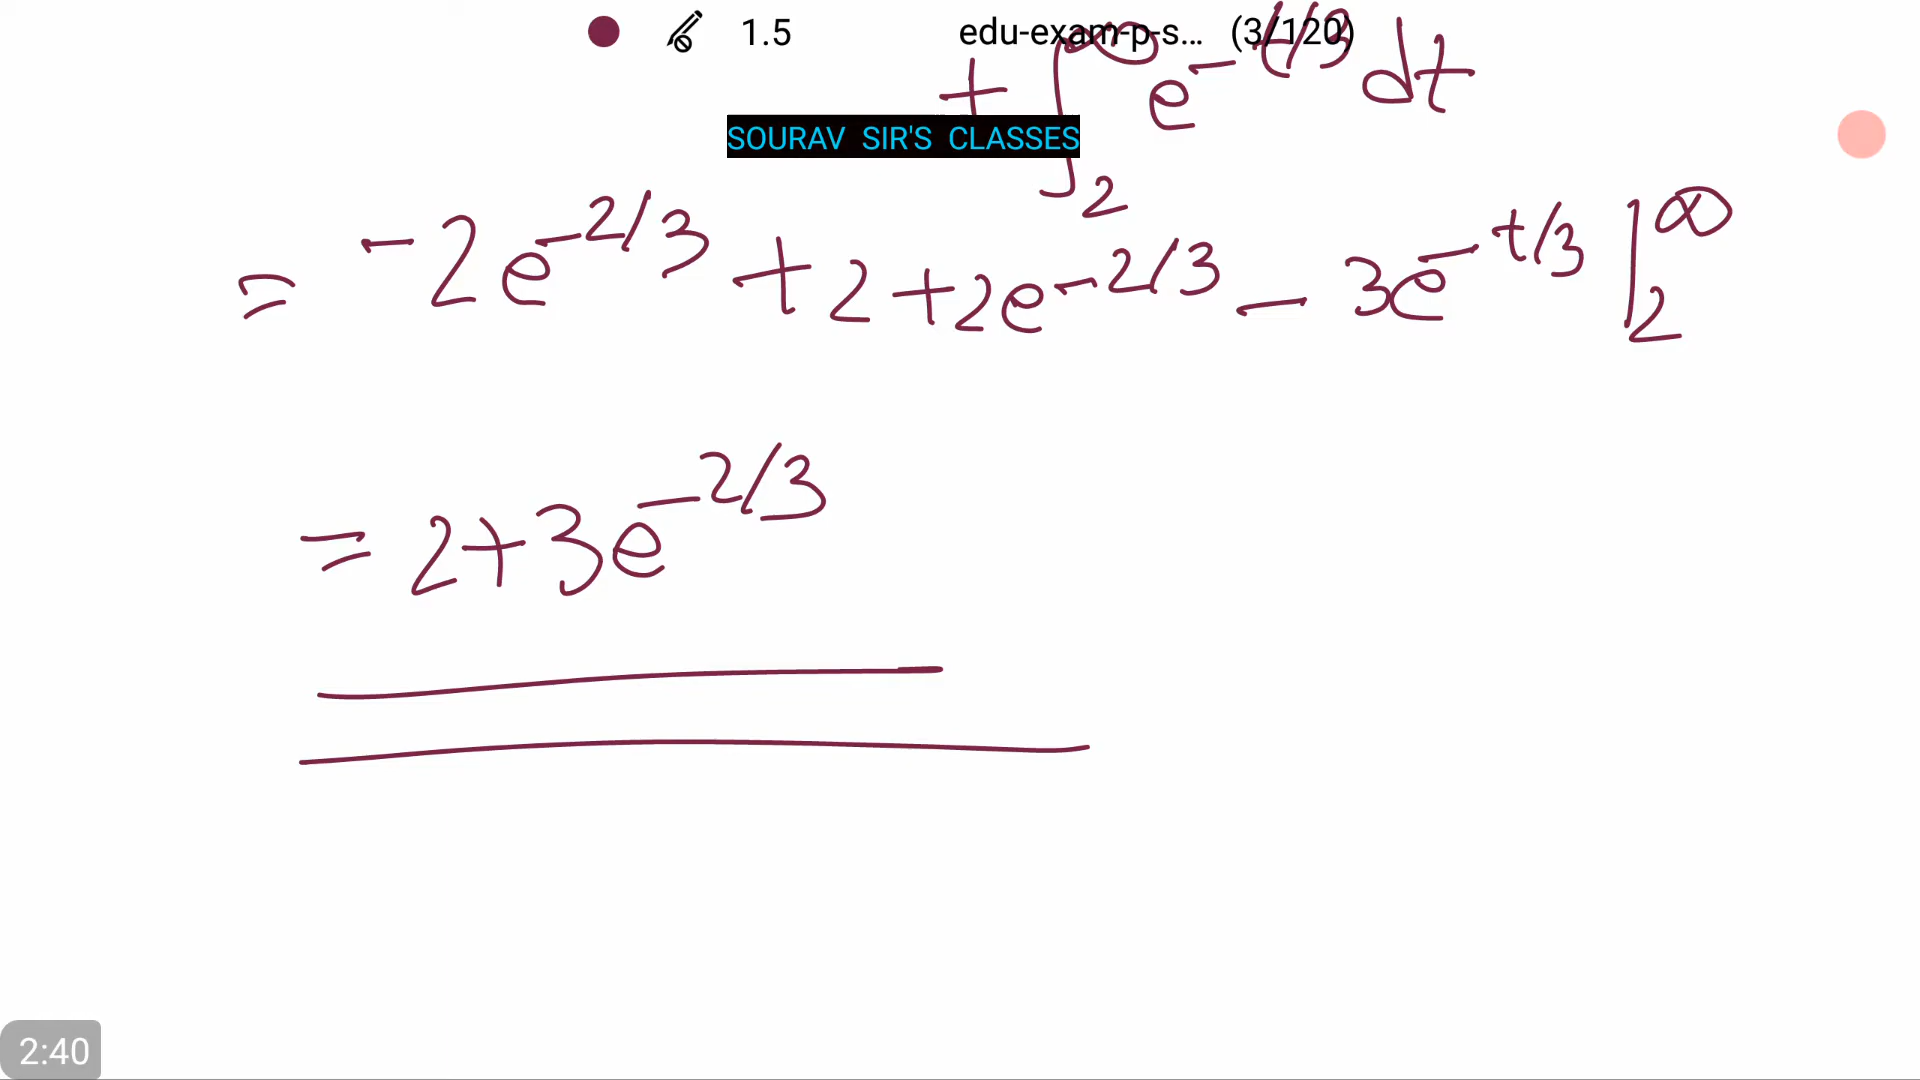 1.5 edu-exam-p-s... (3/120)
+ ∫₂^∞ e^{-t/3} dt
SOURAV SIR'S CLASSES
= -2e^{-2/3} + 2 + 2e^{-2/3} - 3e^{-t/3} |₂^∞
= 2+3e^{-2/3}
2:40